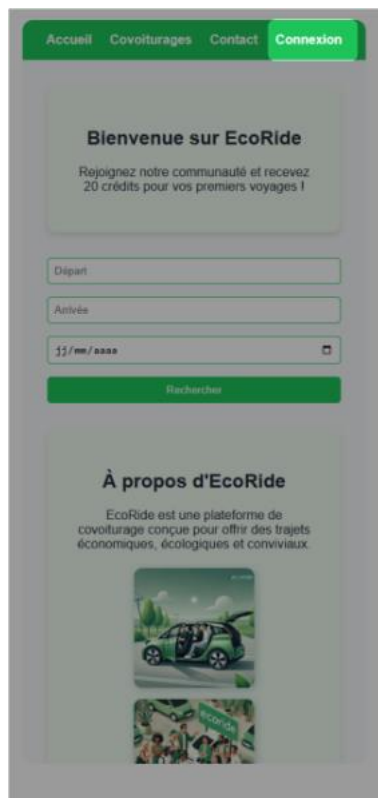 Accueil Covoiturages Contact Connexion
Bienvenue sur EcoRide
Rejoignez notre communauté et recevez
20 crédits pour vos premiers voyages !
Départ
Arrivée
jj/mm/aaaa
Rechercher
À propos d'EcoRide
EcoRide est une plateforme de
covoiturage conçue pour offrir des trajets
économiques, écologiques et conviviaux.
ecoride